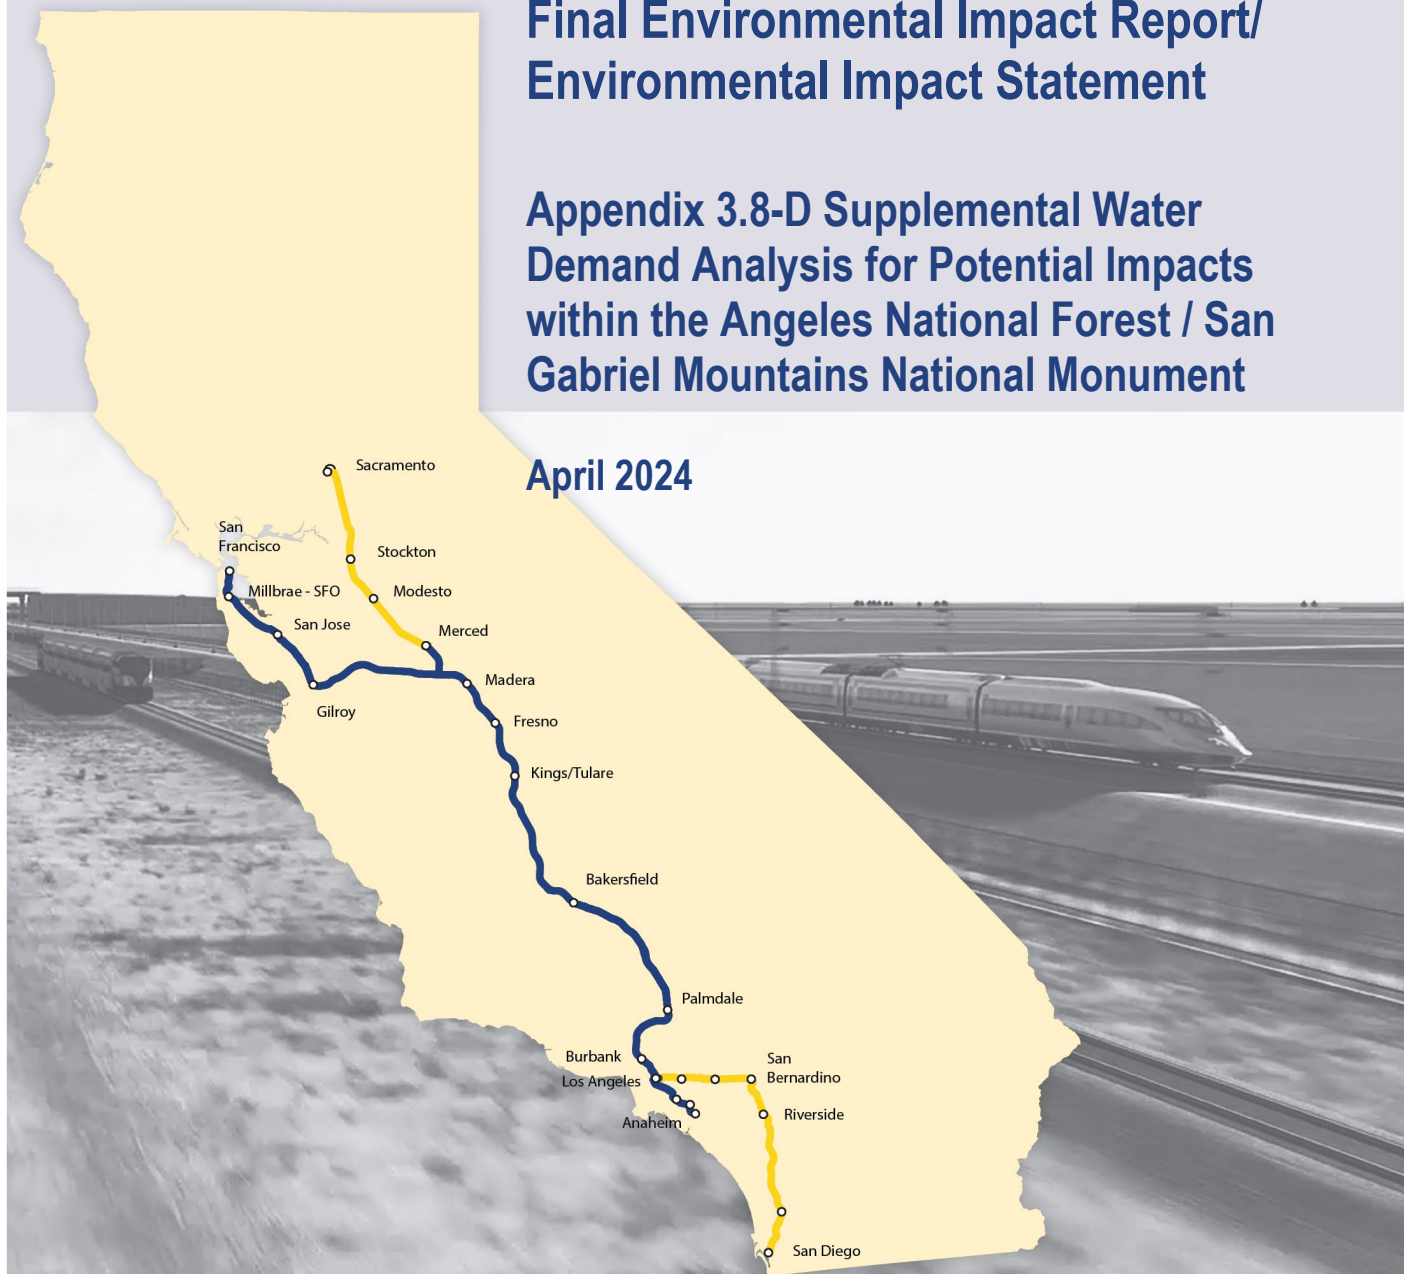 Final Environmental Impact Report/
Environmental Impact Statement
Appendix 3.8-D Supplemental Water
Demand Analysis for Potential Impacts
within the Angeles National Forest / San
Gabriel Mountains National Monument
April 2024
Sacramento
San
Francisco
Stockton
Millbrae - SFO
Modesto
San Jose
Merced
Madera
Gilroy
Fresno
Kings/Tulare
Bakersfield
Palmdale
Burbank
San
Bernardino
Los Angeles
Riverside
Anaheim
San Diego